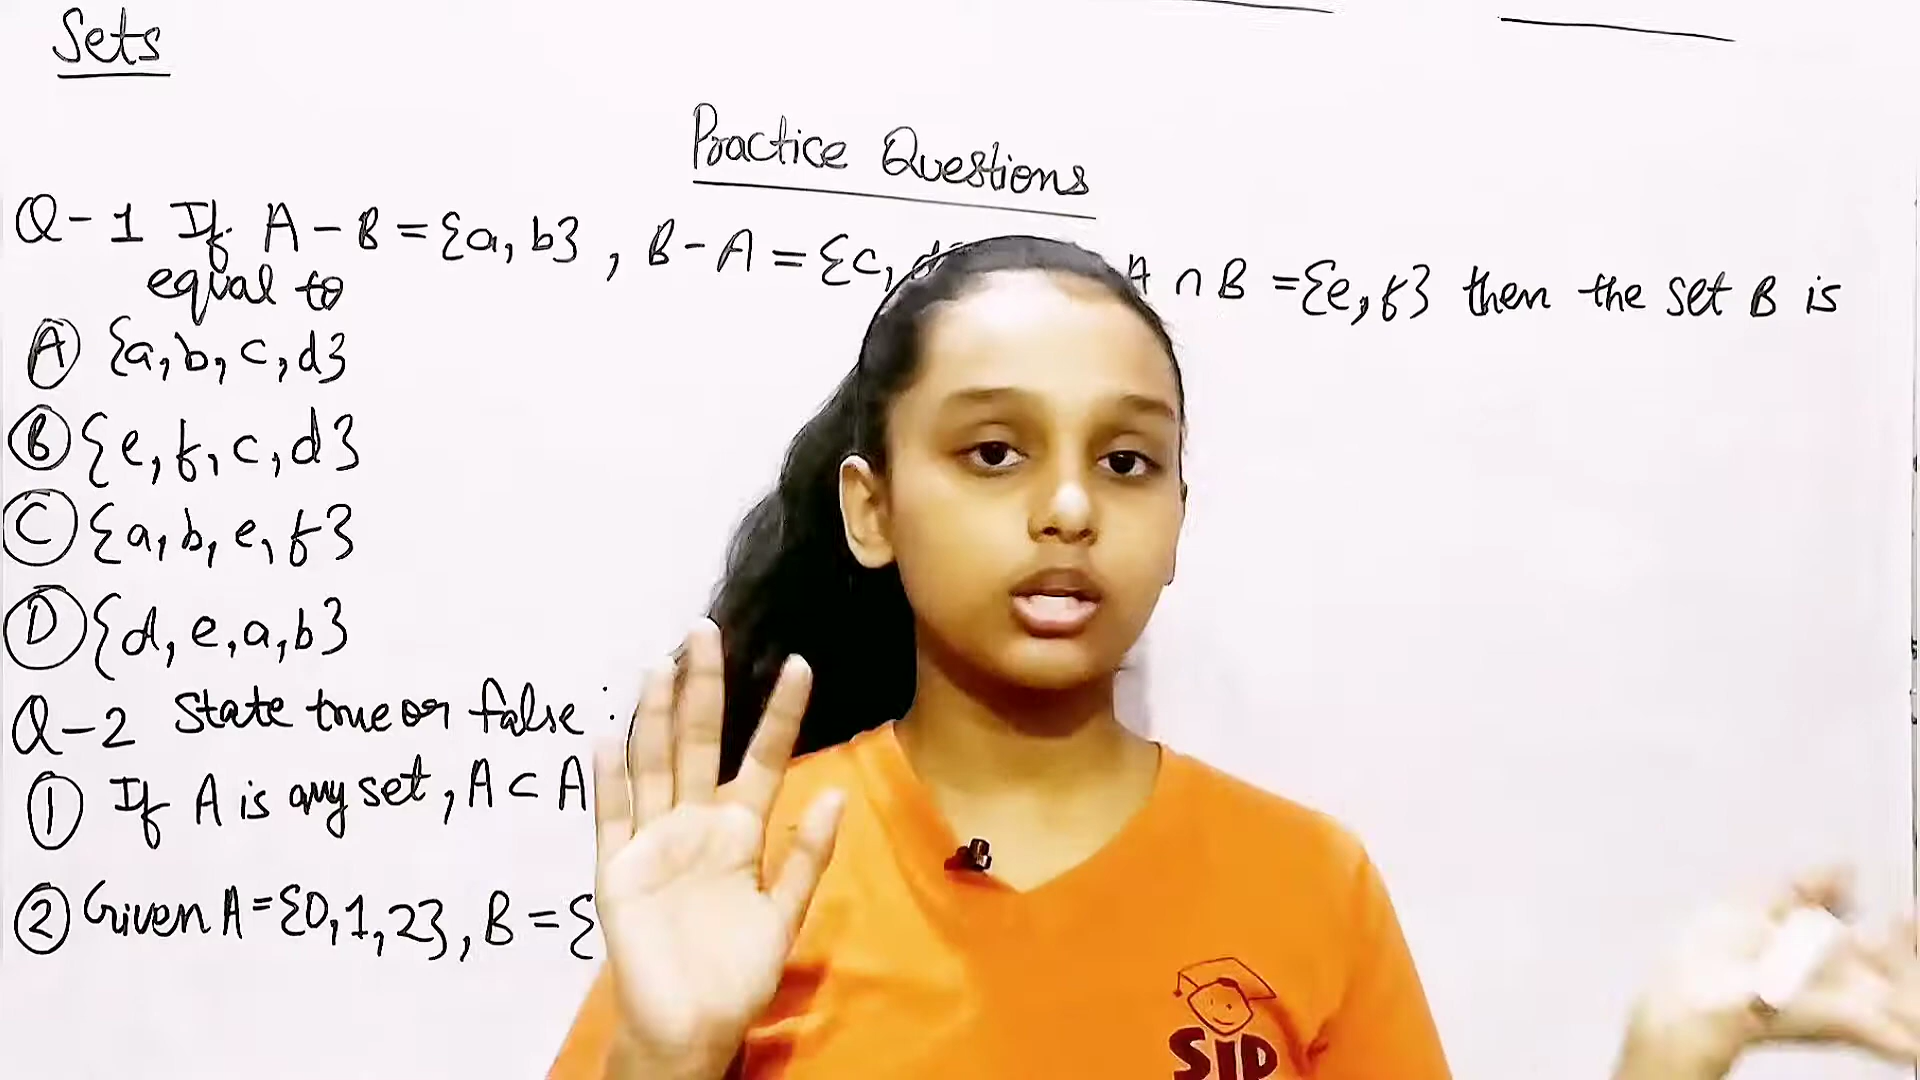 Sets
Practice Questions
Q-1 If A-B={a, b}, B-A={c, d A ∩ B ={e, f} then the set B is
equal to
A {a, b, c, d}
B {e, f, c, d}
C {a, b, e, f}
D {d, e, a, b}
Q-2 State true or false:
1 If A is any set, A ⊂ A
2 Given A={0,1,2}, B={
SIP